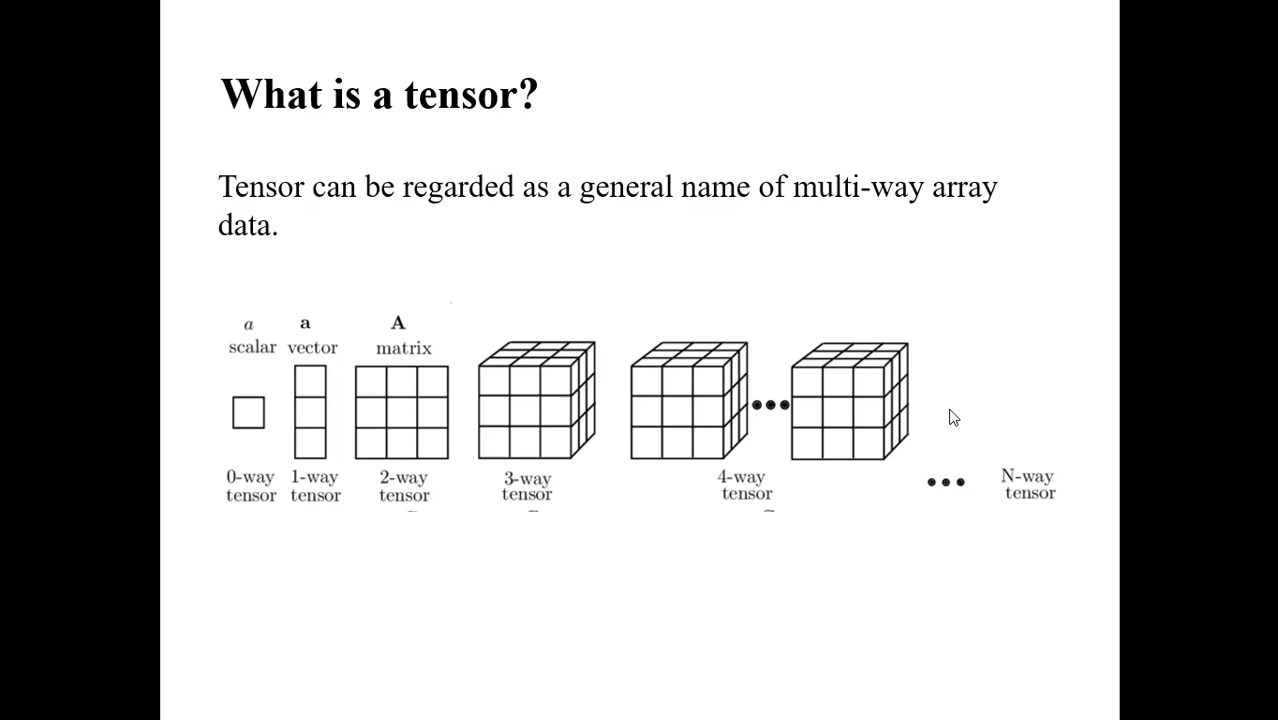 What is a tensor?
Tensor can be regarded as a general name of multi-way array
data.
a a A
scalar vector matrix
0-way 1-way 2-way 3-way 4-way N-way
tensor tensor tensor tensor tensor tensor